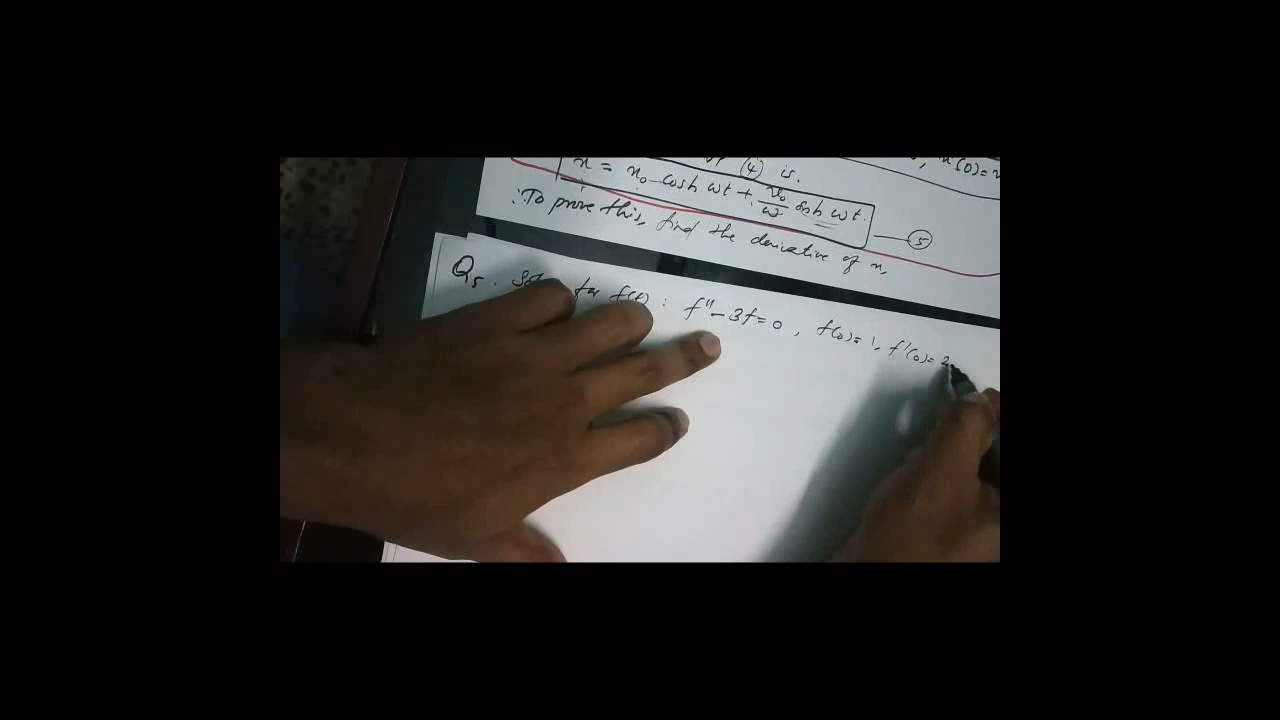 (4) is.
x = x₀ cosh ωt + v₀/ω sinh ωt. — ⑤
∴ To prove this, find the derivative of x,
Q₅. for f(t) : f'' - 3f = 0, f(0) = 1, f'(0) = 2